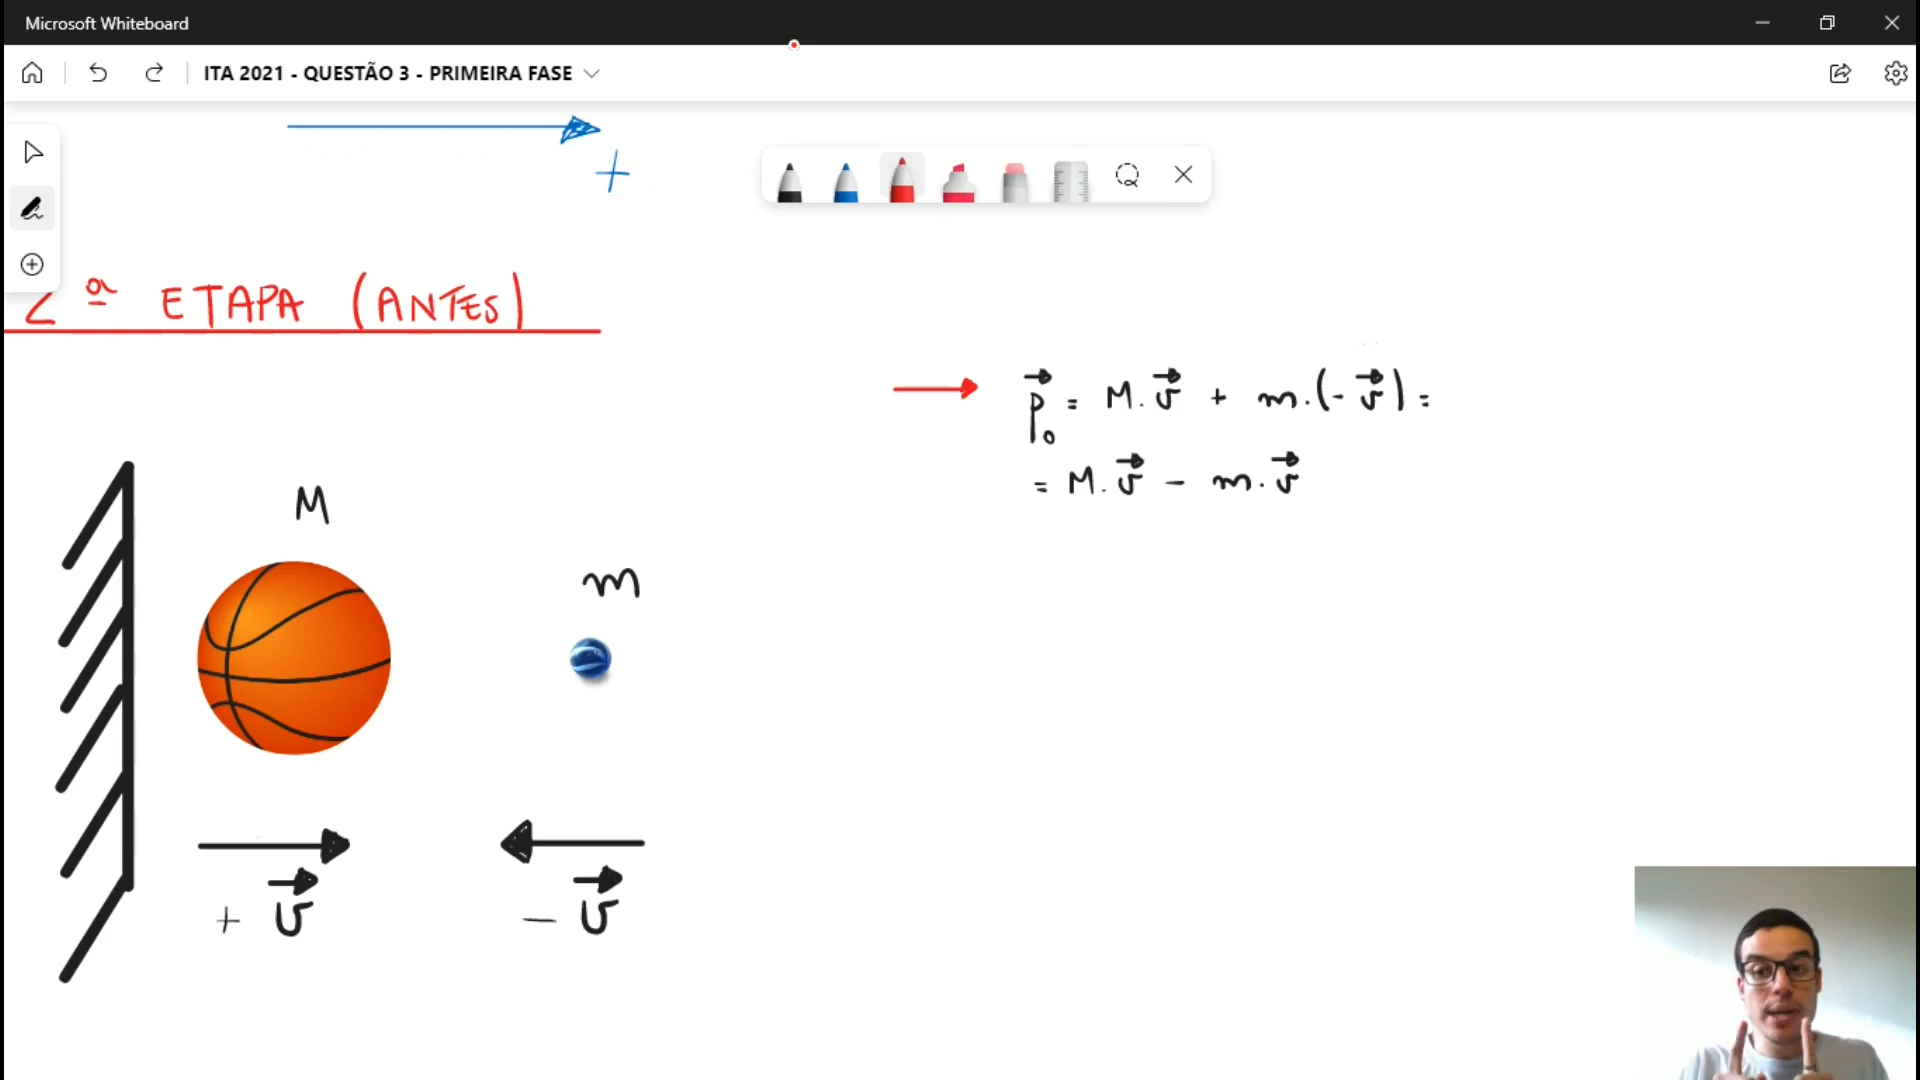 Microsoft Whiteboard
ITA 2021 - QUESTÃO 3 - PRIMEIRA FASE
+
2ª ETAPA (ANTES)
p⃗₀ = M.v⃗ + m.(-v⃗) =
= M.v⃗ - m.v⃗
M
m
+ v⃗
- v⃗